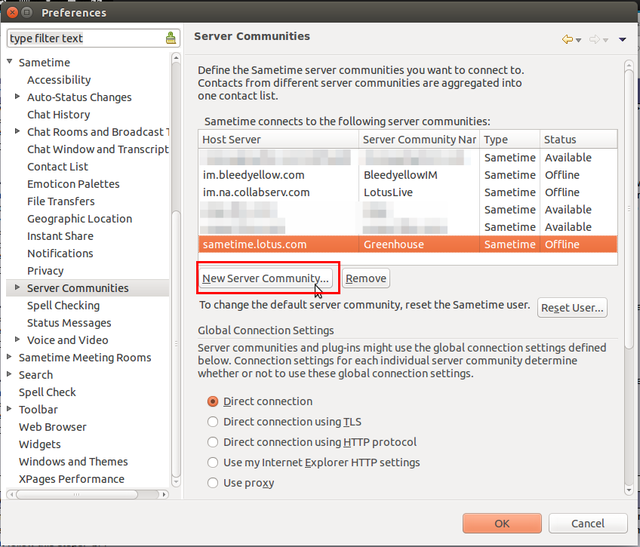 Preferences
type filter text
Sametime
Accessibility
Auto-Status Changes
Chat History
Chat Rooms and Broadcast T
Chat Window and Transcript
Contact List
Emoticon Palettes
File Transfers
Geographic Location
Instant Share
Notifications
Privacy
Server Communities
Spell Checking
Status Messages
Voice and Video
Sametime Meeting Rooms
Search
Spell Check
Toolbar
Web Browser
Widgets
Windows and Themes
XPages Performance
Server Communities
Define the Sametime server communities you want to connect to.
Contacts from different server communities are aggregated into
one contact list.
Sametime connects to the following server communities:
Host Server Server Community Nar Type Status
Sametime Available
im.bleedyellow.com BleedyellowIM Sametime Offline
im.na.collabserv.com LotusLive Sametime Offline
Sametime Available
Sametime Available
sametime.lotus.com Greenhouse Sametime Offline
New Server Community... Remove
To change the default server community, reset the Sametime user. Reset User...
Global Connection Settings
Server communities and plug-ins might use the global connection settings defined
below. Connection settings for each individual server community determine
whether or not to use these global connection settings.
Direct connection
Direct connection using TLS
Direct connection using HTTP protocol
Use my Internet Explorer HTTP settings
Use proxy
OK Cancel